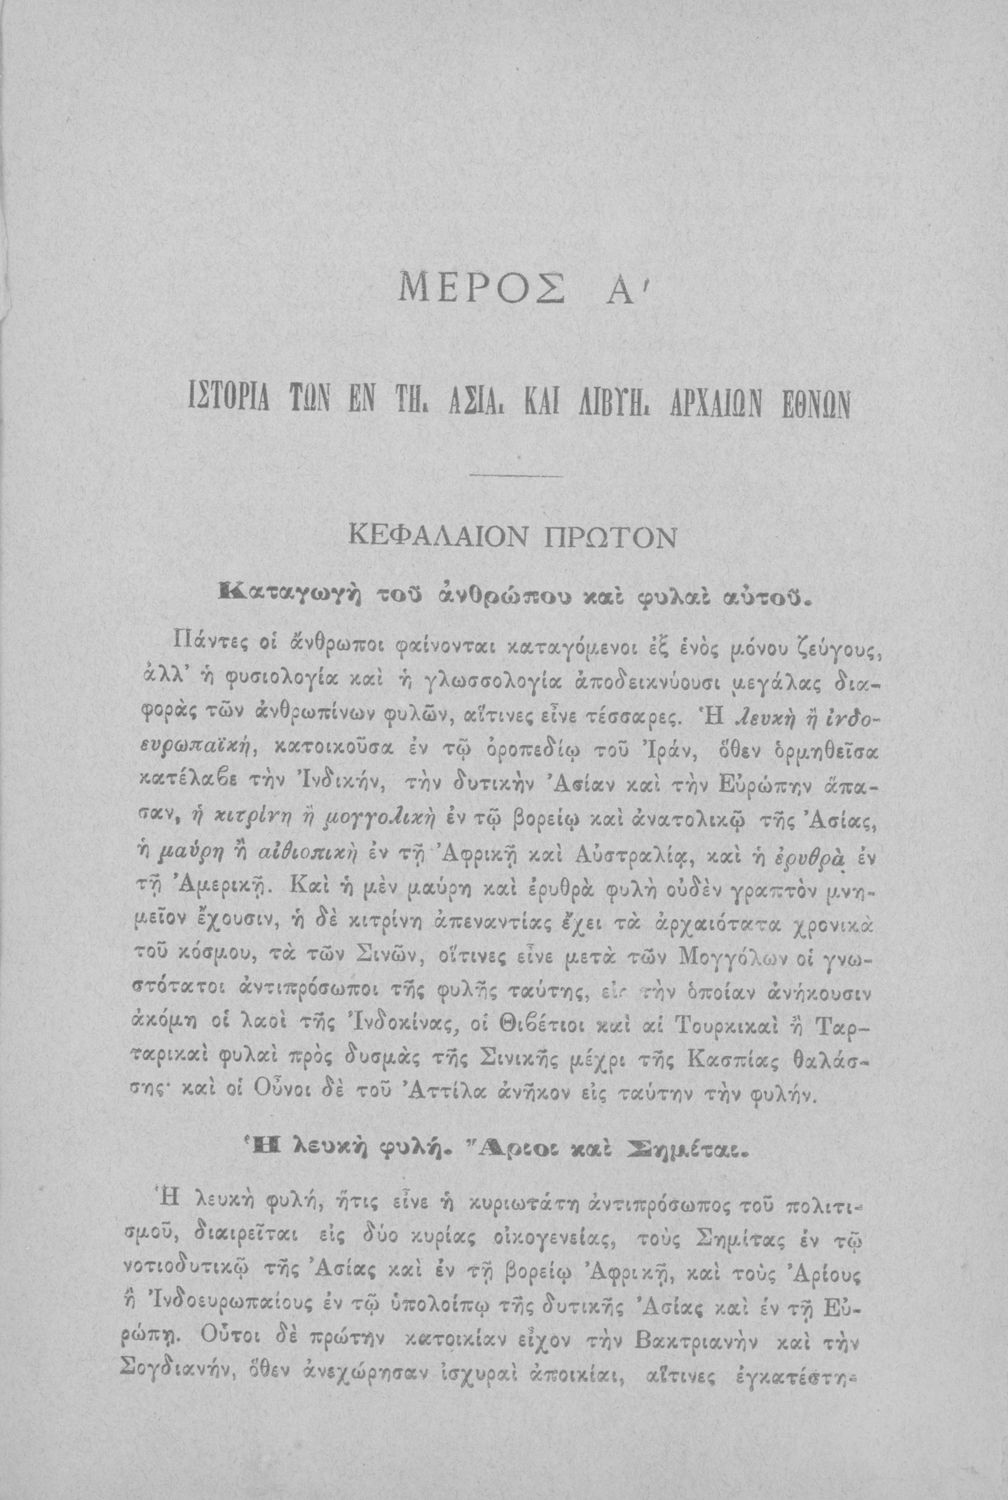 ΜΕΡΟΣ Α'
ΙΣΤΟΡΙΑ ΤΩΝ ΕΝ ΤΗ. ΑΣΙΑ. ΚΑΙ ΛΙΒΥΗ. ΑΡΧΑΙΩΝ ΕΘΝΩΝ
ΚΕΦΑΛΑΙΟΝ ΠΡΩΤΟΝ
Καταγωγὴ τοῦ ἀνθρώπου καὶ φυλαὶ αὐτοῦ.
Πάντες οἱ ἄνθρωποι φαίνονται καταγόμενοι ἐξ ἑνὸς μόνου ζεύγους,
ἀλλ' ἡ φυσιολογία καὶ ἡ γλωσσολογία ἀποδεικνύουσι μεγάλας δια-
φορὰς τῶν ἀνθρωπίνων φυλῶν, αἵτινες εἶνε τέσσαρες. Ἡ λευκὴ ἢ ἰνδο-
ευρωπαϊκή, κατοικοῦσα ἐν τῷ ὀροπεδίῳ τοῦ Ἰράν, ὅθεν ὁρμηθεῖσα
κατέλαβε τὴν Ἰνδικήν, τὴν δυτικὴν Ἀσίαν καὶ τὴν Εὐρώπην ἅπα-
σαν, ἡ κιτρίνη ἢ μογγολικὴ ἐν τῷ βορείῳ καὶ ἀνατολικῷ τῆς Ἀσίας,
ἡ μαύρη ἢ αἰθιοπικὴ ἐν τῇ Ἀφρικῇ καὶ Αὐστραλίᾳ, καὶ ἡ ἐρυθρὰ ἐν
τῇ Ἀμερικῇ. Καὶ ἡ μὲν μαύρη καὶ ἐρυθρὰ φυλὴ οὐδὲν γραπτὸν μνη-
μεῖον ἔχουσιν, ἡ δὲ κιτρίνη ἀπεναντίας ἔχει τὰ ἀρχαιότατα χρονικὰ
τοῦ κόσμου, τὰ τῶν Σινῶν, οἵτινες εἶνε μετὰ τῶν Μογγόλων οἱ γνω-
στότατοι ἀντιπρόσωποι τῆς φυλῆς ταύτης, εἰς τὴν ὁποίαν ἀνήκουσιν
ἀκόμη οἱ λαοὶ τῆς Ἰνδοκίνας, οἱ Θιβέτιοι καὶ αἱ Τουρκικαὶ ἢ Ταρ-
ταρικαὶ φυλαὶ πρὸς δυσμὰς τῆς Σινικῆς μέχρι τῆς Κασπίας θαλάσ-
σης· καὶ οἱ Οὖνοι δὲ τοῦ Ἀττίλα ἀνῆκον εἰς ταύτην τὴν φυλήν.
Ἡ λευκὴ φυλή. Ἄριοι καὶ Σημίται.
Ἡ λευκὴ φυλή, ἥτις εἶνε ἡ κυριωτάτη ἀντιπρόσωπος τοῦ πολιτι-
σμοῦ, διαιρεῖται εἰς δύο κυρίας οἰκογενείας, τοὺς Σημίτας ἐν τῷ
νοτιοδυτικῷ τῆς Ἀσίας καὶ ἐν τῇ βορείῳ Ἀφρικῇ, καὶ τοὺς Ἀρίους
ἢ Ἰνδοευρωπαίους ἐν τῷ ὑπολοίπῳ τῆς δυτικῆς Ἀσίας καὶ ἐν τῇ Εὐ-
ρώπῃ. Οὗτοι δὲ πρώτην κατοικίαν εἶχον τὴν Βακτριανὴν καὶ τὴν
Σογδιανήν, ὅθεν ἀνεχώρησαν ἰσχυραὶ ἀποικίαι, αἵτινες ἐγκατέστη-